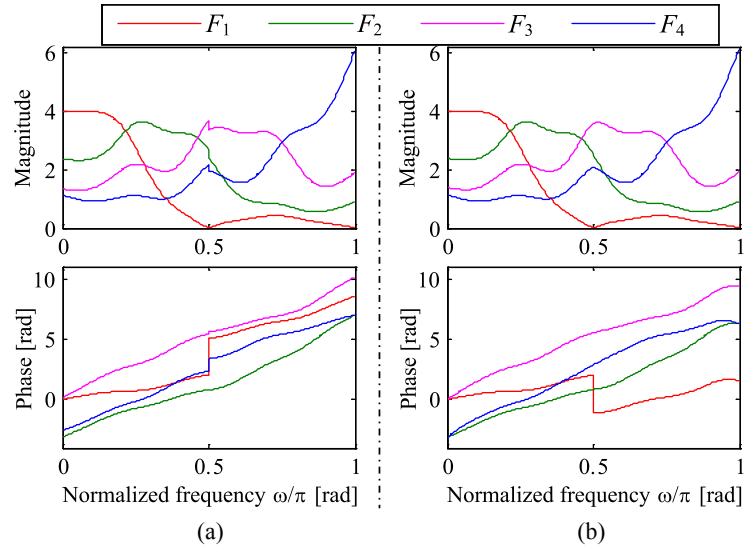 F1 F2 F3 F4
6
4
2
0
Magnitude
0 0.5 1
6
4
2
0
Magnitude
0 0.5 1
10
5
0
Phase [rad]
0 0.5 1
Normalized frequency ω/π [rad]
(a)
10
5
0
Phase [rad]
0 0.5 1
Normalized frequency ω/π [rad]
(b)